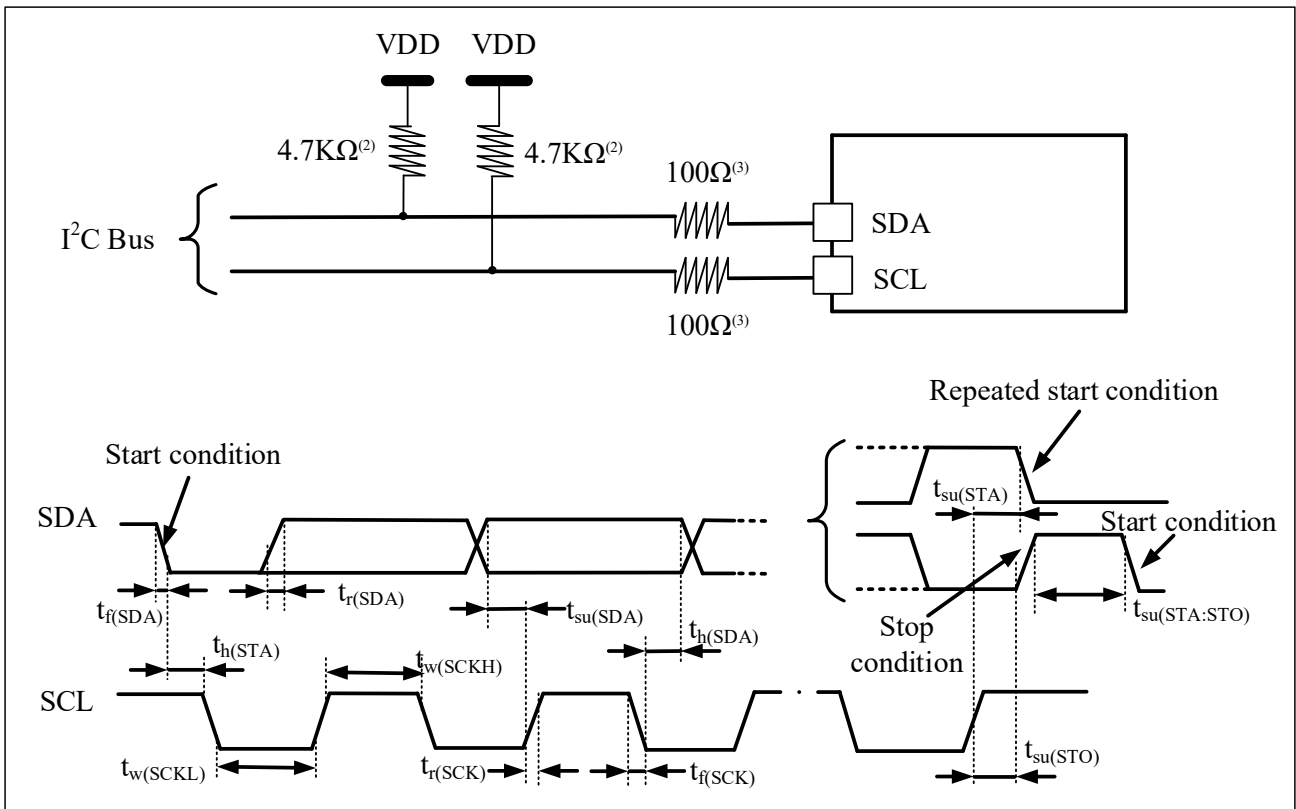 VDD VDD
4.7KΩ(2)
4.7KΩ(2)
100Ω(3)
I2C Bus
SDA
SCL
100Ω(3)
Repeated start condition
Start condition
tsu(STA)
SDA
Start condition
tf(SDA)
tr(SDA)
tsu(SDA)
th(SDA)
Stop
condition
tsu(STA:STO)
th(STA)
tw(SCKH)
SCL
tw(SCKL)
tr(SCK)
tf(SCK)
tsu(STO)